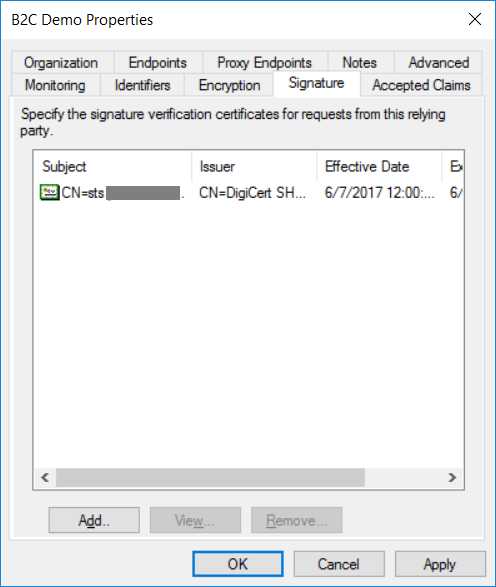 B2C Demo Properties
Organization Endpoints Proxy Endpoints Notes Advanced
Monitoring Identifiers Encryption Signature Accepted Claims
Specify the signature verification certificates for requests from this relying
party.
Subject Issuer Effective Date Ex
CN=sts . CN=DigiCert SH... 6/7/2017 12:00:... 6/
Add.. View... Remove...
OK Cancel Apply